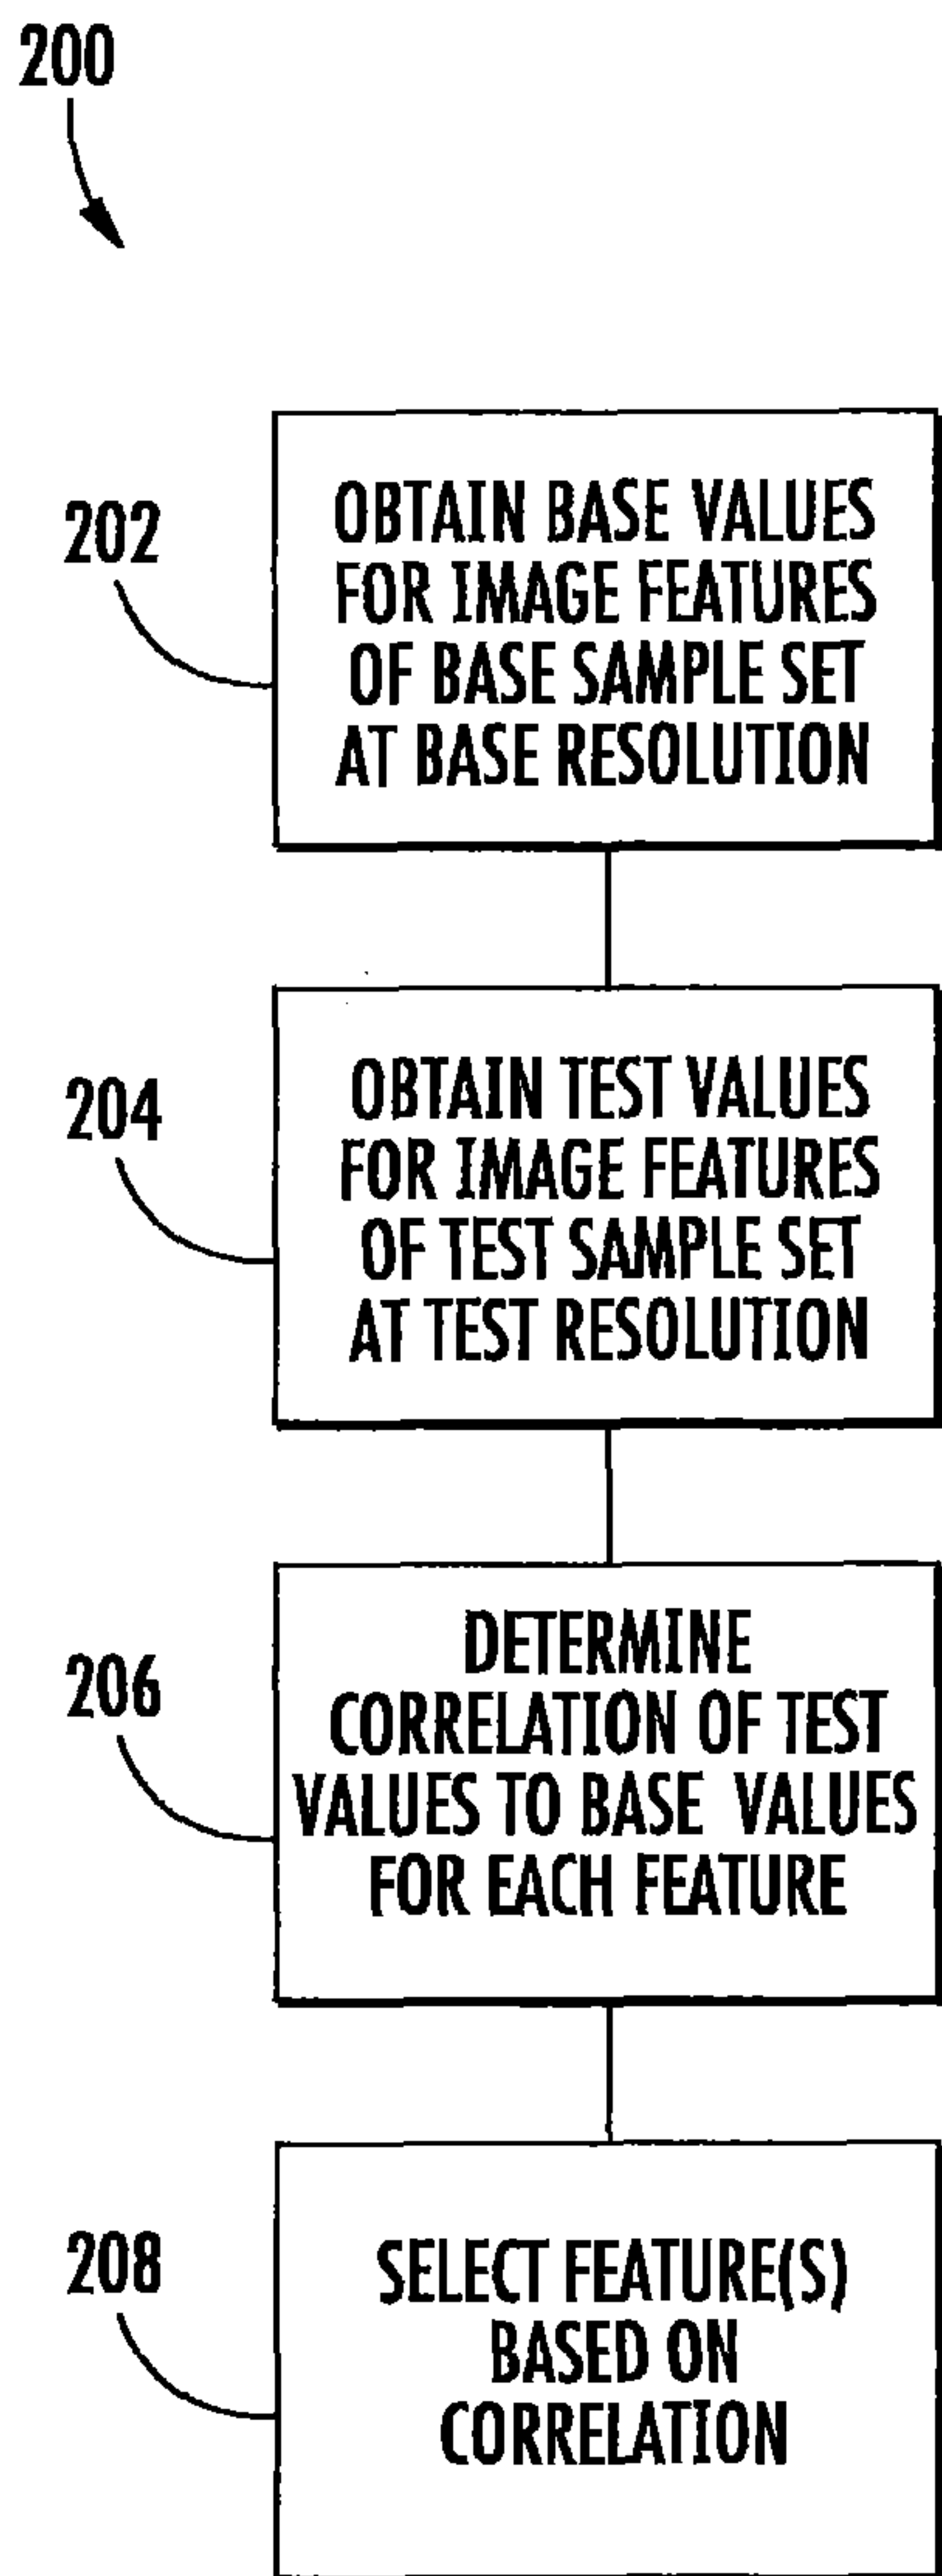 200
202
OBTAIN BASE VALUES
FOR IMAGE FEATURES
OF BASE SAMPLE SET
AT BASE RESOLUTION
204
OBTAIN TEST VALUES
FOR IMAGE FEATURES
OF TEST SAMPLE SET
AT TEST RESOLUTION
206
DETERMINE
CORRELATION OF TEST
VALUES TO BASE VALUES
FOR EACH FEATURE
208
SELECT FEATURE(S)
BASED ON
CORRELATION